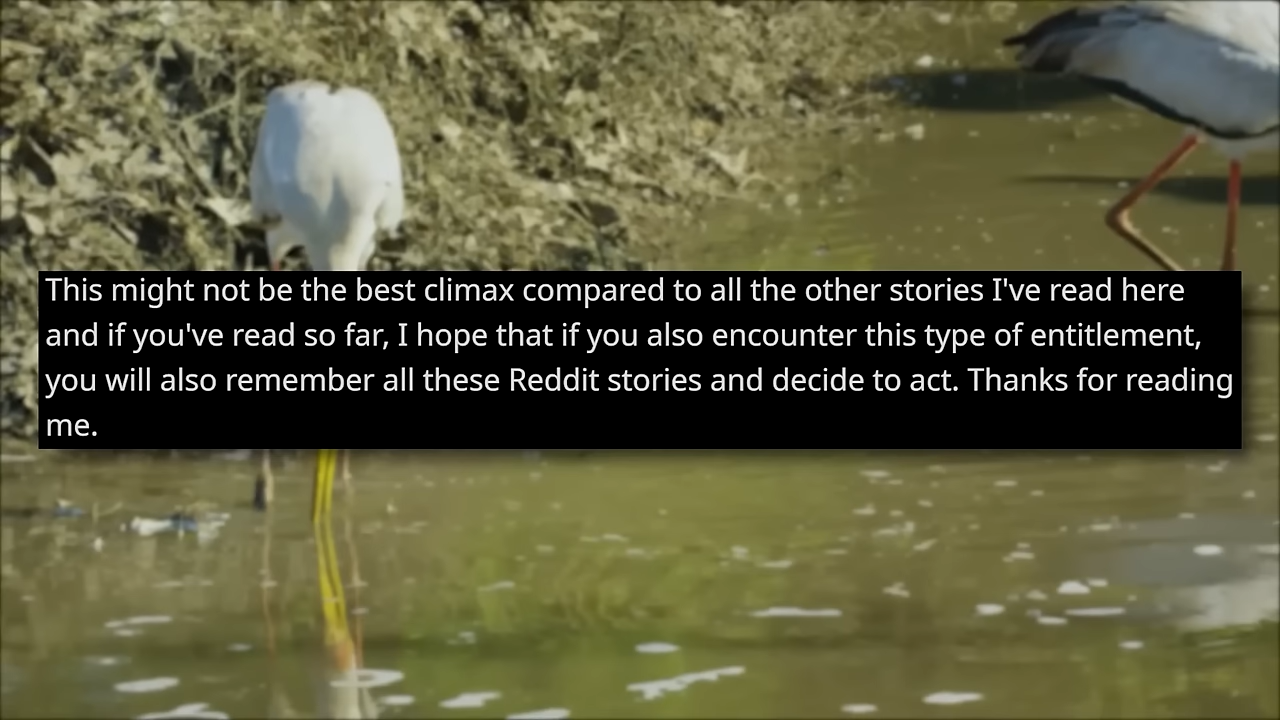 This might not be the best climax compared to all the other stories I've read here
and if you've read so far, I hope that if you also encounter this type of entitlement,
you will also remember all these Reddit stories and decide to act. Thanks for reading
me.